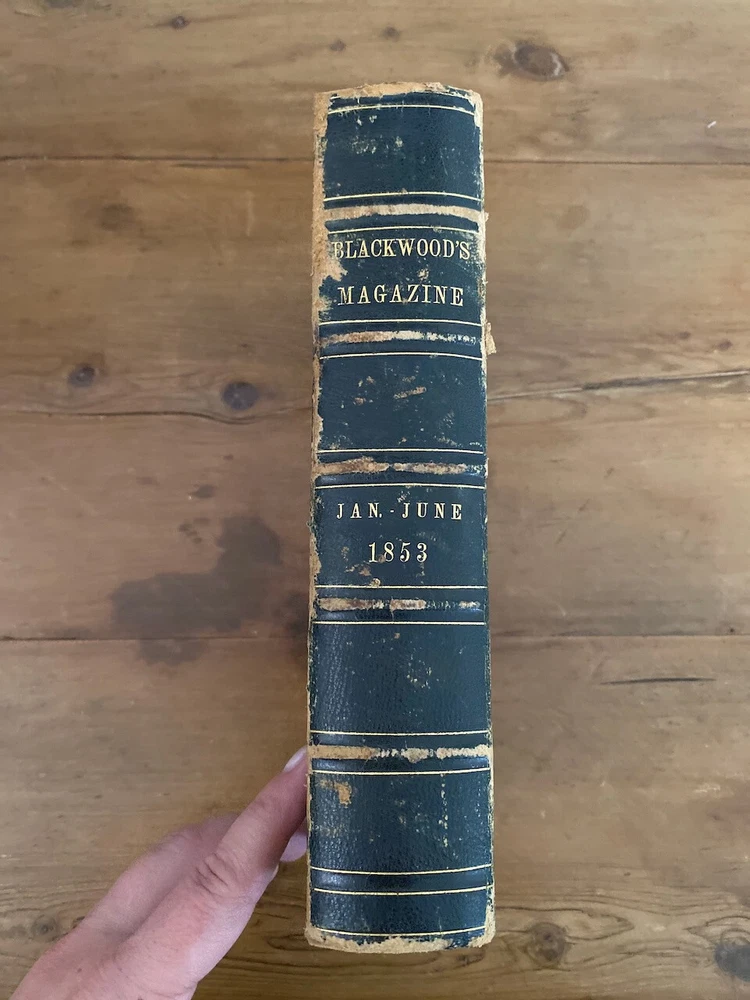 BLACKWOOD'S
MAGAZINE
JAN. - JUNE
1853